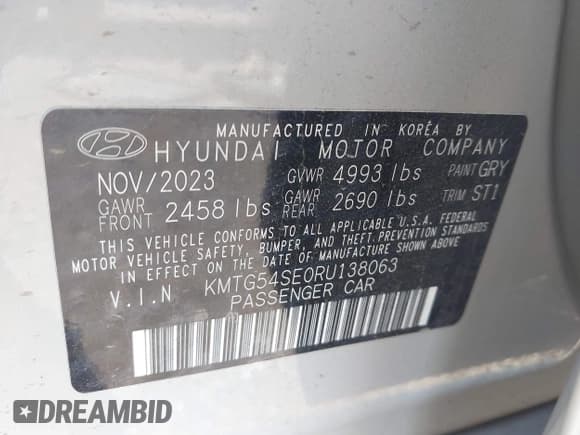 MANUFACTURED IN KOREA BY
HYUNDAI MOTOR COMPANY
NOV/2023 GVWR 4993 lbs PAINT GRY
GAWR FRONT 2458 lbs GAWR REAR 2690 lbs TRIM ST1
THIS VEHICLE CONFORMS TO ALL APPLICABLE U.S.A. FEDERAL
MOTOR VEHICLE SAFETY, BUMPER, AND THEFT PREVENTION STANDARDS
IN EFFECT ON THE DATE OF MANUFACTURE SHOWN ABOVE.
V.I.N KMTG54SE0RU138063
PASSENGER CAR
DREAMBID